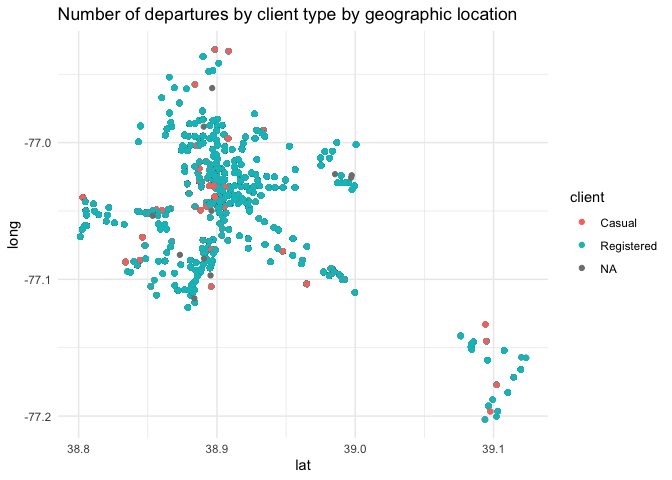 Number of departures by client type by geographic location
-77.0
-77.1
-77.2
long
38.8
38.9
39.0
39.1
lat
client
Casual
Registered
NA